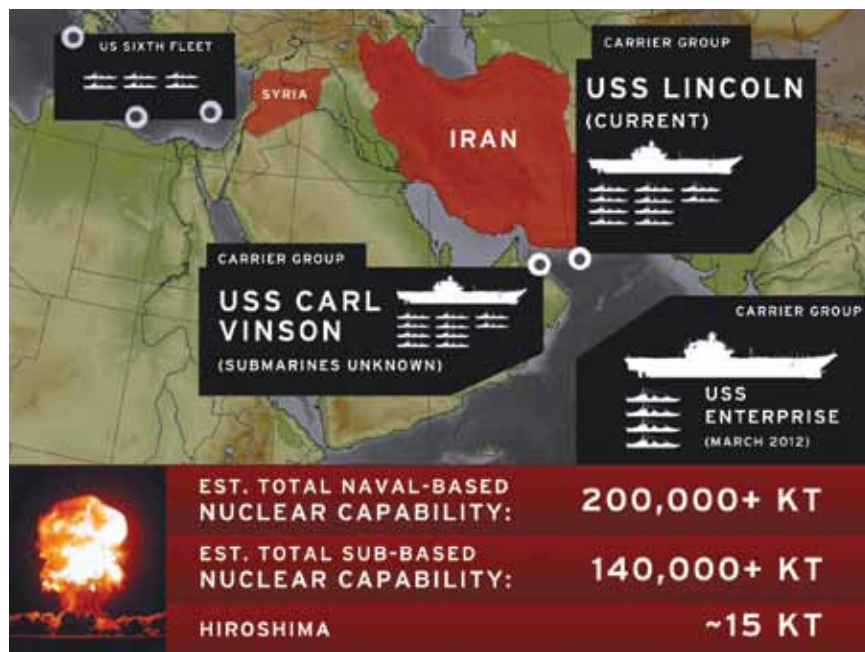 US SIXTH FLEET
SYRIA
IRAN
CARRIER GROUP
USS LINCOLN
(CURRENT)
CARRIER GROUP
USS CARL
VINSON
(SUBMARINES UNKNOWN)
CARRIER GROUP
USS
ENTERPRISE
(MARCH 2012)
EST. TOTAL NAVAL-BASED
NUCLEAR CAPABILITY:
200,000+ KT
EST. TOTAL SUB-BASED
NUCLEAR CAPABILITY:
140,000+ KT
HIROSHIMA
~15 KT